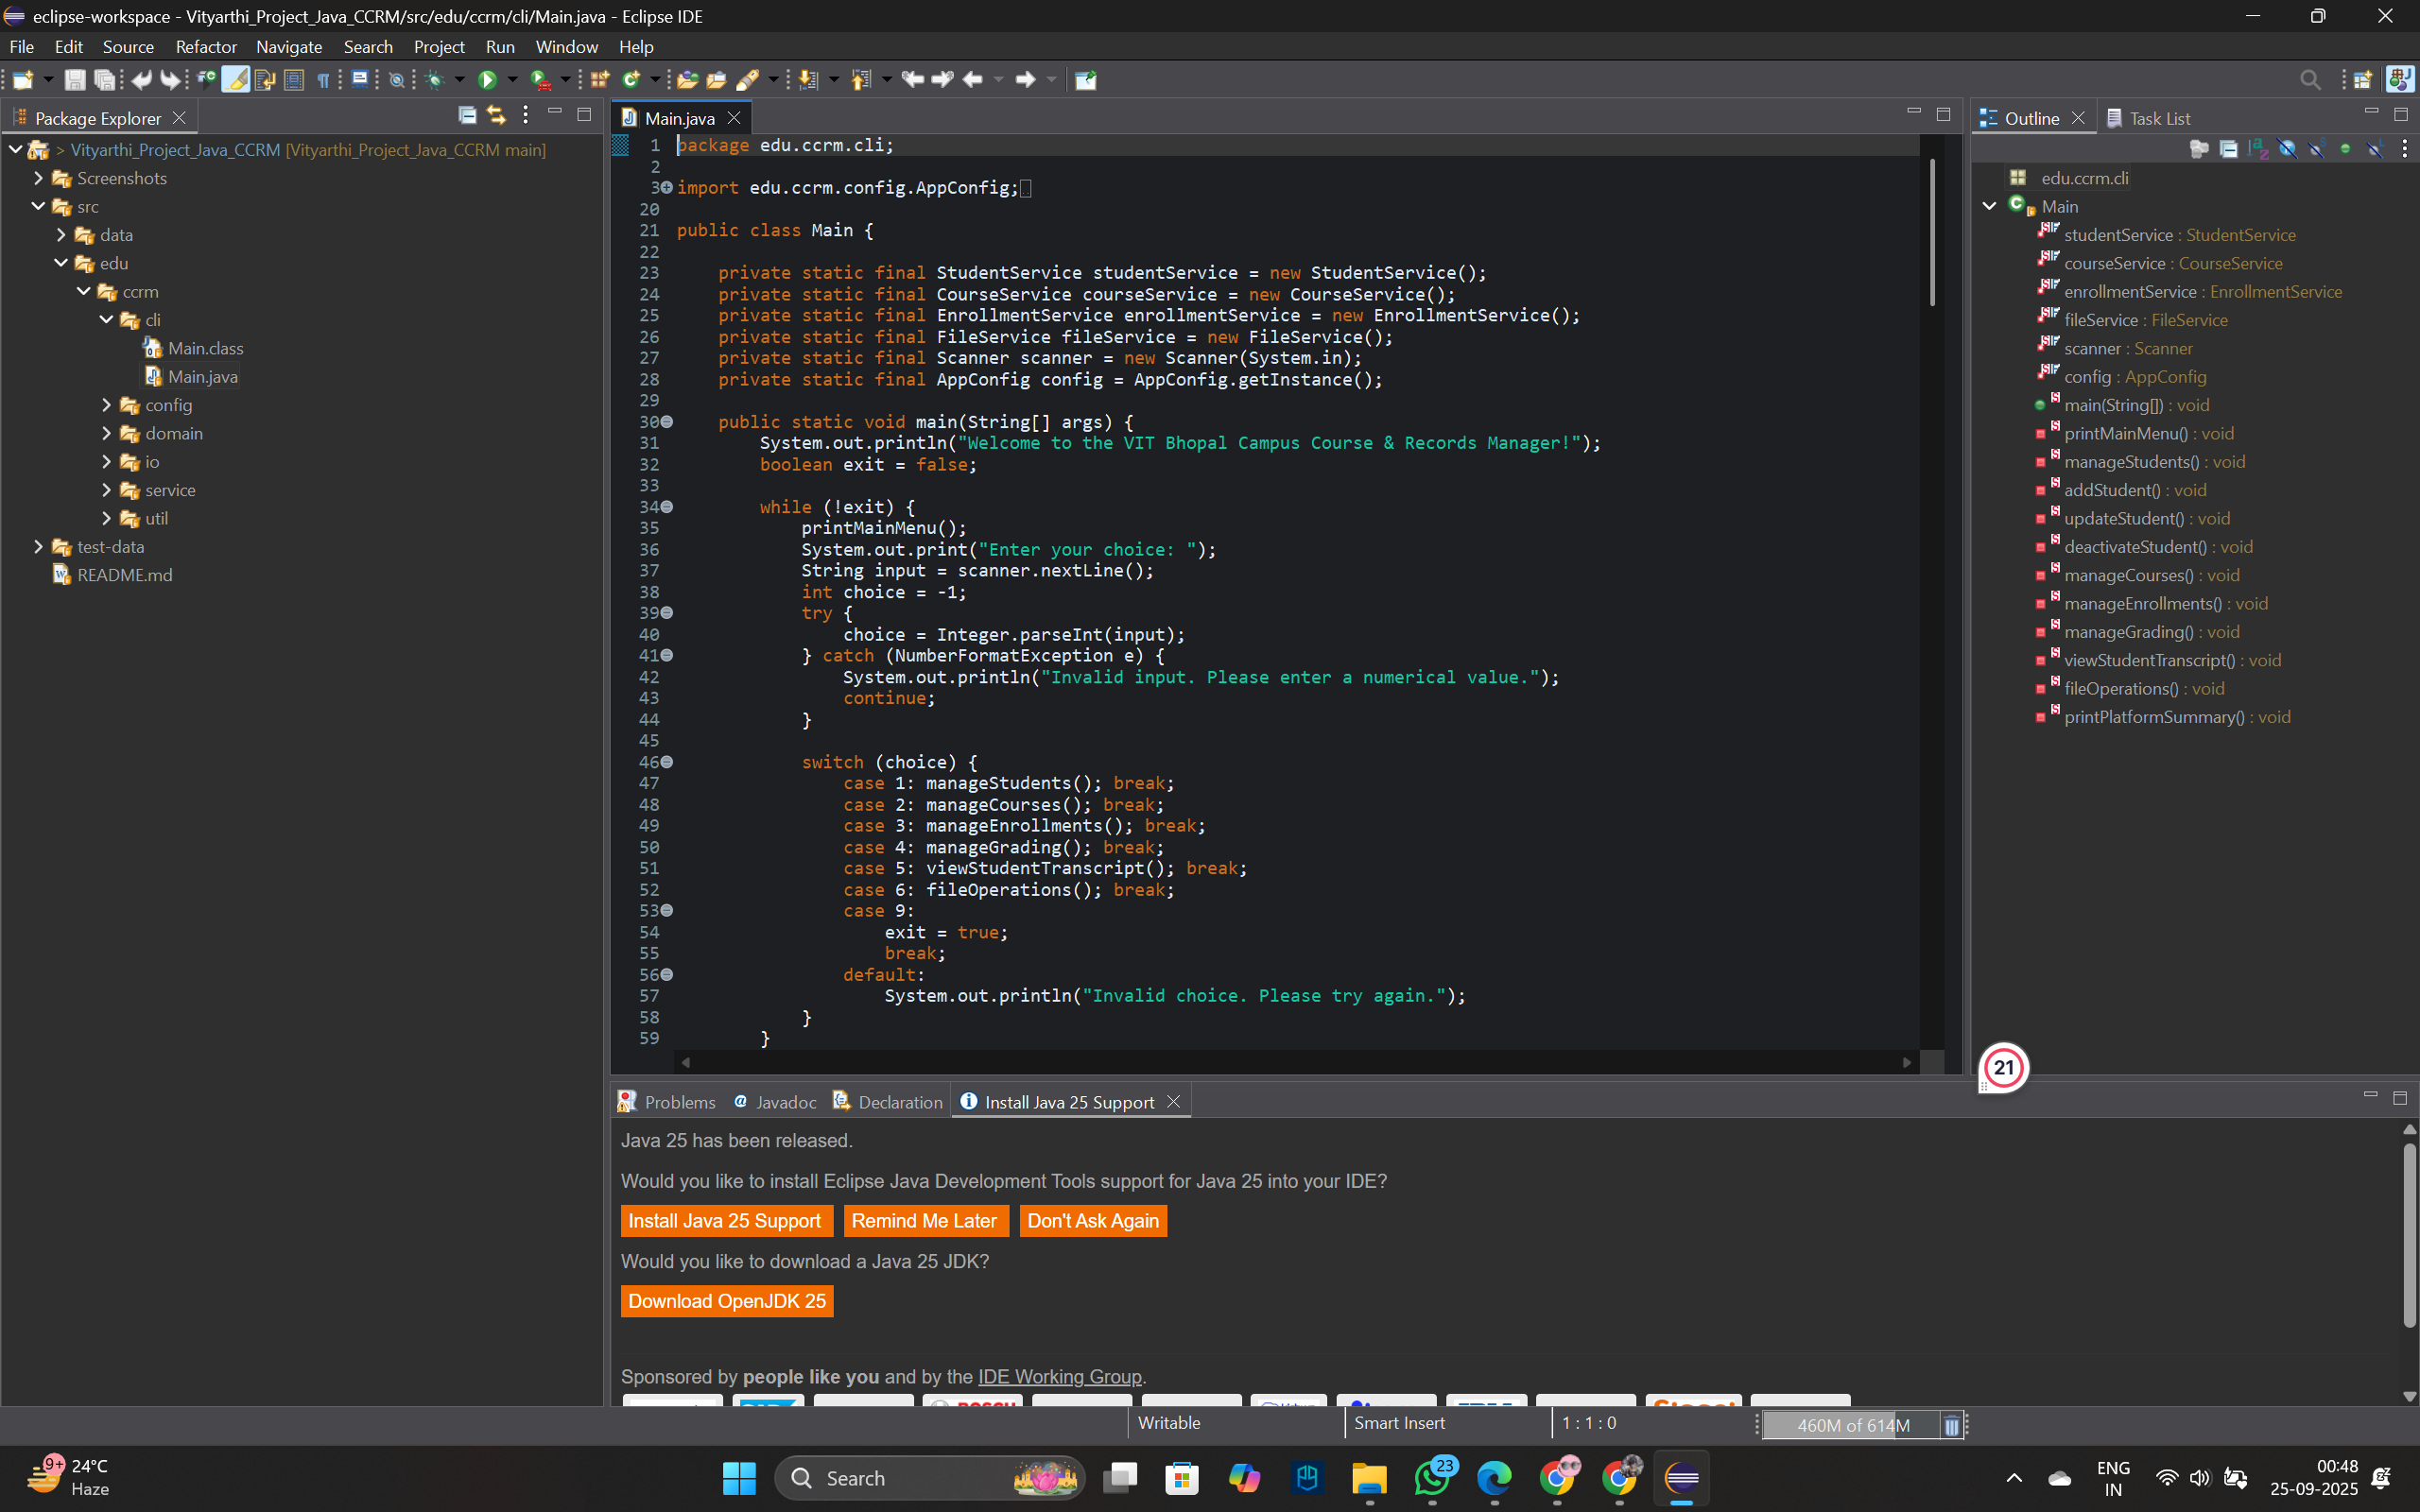 eclipse-workspace - Vityarthi_Project_Java_CCRM/src/edu/ccrm/cli/Main.java - Eclipse IDE
File Edit Source Refactor Navigate Search Project Run Window Help
Package Explorer
> Vityarthi_Project_Java_CCRM [Vityarthi_Project_Java_CCRM main]
Screenshots
src
data
edu
ccrm
cli
Main.class
Main.java
config
domain
io
service
util
test-data
README.md
Main.java
1 package edu.ccrm.cli;
2
3 import edu.ccrm.config.AppConfig;
20
21 public class Main {
22
23 private static final StudentService studentService = new StudentService();
24 private static final CourseService courseService = new CourseService();
25 private static final EnrollmentService enrollmentService = new EnrollmentService();
26 private static final FileService fileService = new FileService();
27 private static final Scanner scanner = new Scanner(System.in);
28 private static final AppConfig config = AppConfig.getInstance();
29
30 public static void main(String[] args) {
31 System.out.println("Welcome to the VIT Bhopal Campus Course & Records Manager!");
32 boolean exit = false;
33
34 while (!exit) {
35 printMainMenu();
36 System.out.print("Enter your choice: ");
37 String input = scanner.nextLine();
38 int choice = -1;
39 try {
40 choice = Integer.parseInt(input);
41 } catch (NumberFormatException e) {
42 System.out.println("Invalid input. Please enter a numerical value.");
43 continue;
44 }
45
46 switch (choice) {
47 case 1: manageStudents(); break;
48 case 2: manageCourses(); break;
49 case 3: manageEnrollments(); break;
50 case 4: manageGrading(); break;
51 case 5: viewStudentTranscript(); break;
52 case 6: fileOperations(); break;
53 case 9:
54 exit = true;
55 break;
56 default:
57 System.out.println("Invalid choice. Please try again.");
58 }
59 }
Outline Task List
edu.ccrm.cli
Main
studentService : StudentService
courseService : CourseService
enrollmentService : EnrollmentService
fileService : FileService
scanner : Scanner
config : AppConfig
main(String[]) : void
printMainMenu() : void
manageStudents() : void
addStudent() : void
updateStudent() : void
deactivateStudent() : void
manageCourses() : void
manageEnrollments() : void
manageGrading() : void
viewStudentTranscript() : void
fileOperations() : void
printPlatformSummary() : void
21
Problems Javadoc Declaration Install Java 25 Support
Java 25 has been released.
Would you like to install Eclipse Java Development Tools support for Java 25 into your IDE?
Install Java 25 Support Remind Me Later Don't Ask Again
Would you like to download a Java 25 JDK?
Download OpenJDK 25
Sponsored by people like you and by the IDE Working Group.
BOSCH
Writable Smart Insert 1 : 1 : 0 460M of 614M
9+ 24°C
Haze
Search
23
ENG
IN
00:48
25-09-2025